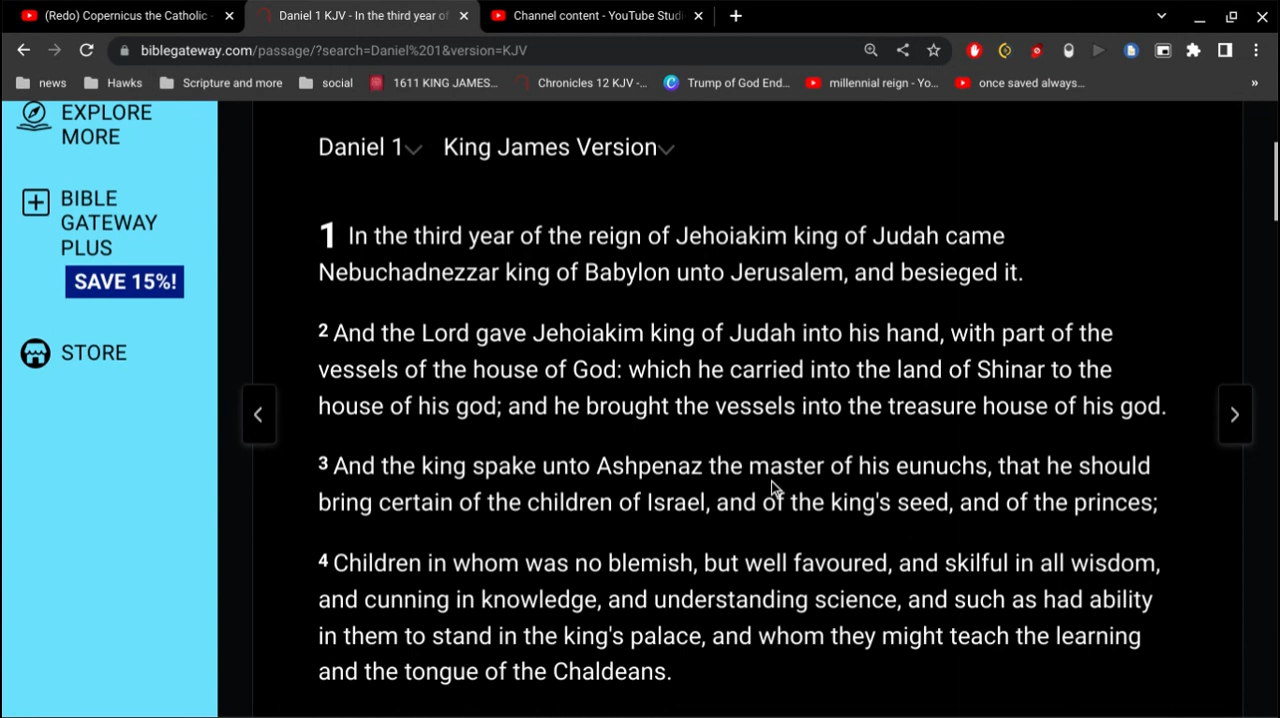 (Redo) Copernicus the Catholic -
Daniel 1 KJV - In the third year of
Channel content - YouTube Studi
biblegateway.com/passage/?search=Daniel%201&version=KJV
news
Hawks
Scripture and more
social
1611 KING JAMES...
Chronicles 12 KJV -...
Trump of God End...
millennial reign - Yo...
once saved always...
»
EXPLORE
MORE
BIBLE
GATEWAY
PLUS
SAVE 15%!
STORE
Daniel 1 King James Version
1 In the third year of the reign of Jehoiakim king of Judah came
Nebuchadnezzar king of Babylon unto Jerusalem, and besieged it.
2 And the Lord gave Jehoiakim king of Judah into his hand, with part of the
vessels of the house of God: which he carried into the land of Shinar to the
house of his god; and he brought the vessels into the treasure house of his god.
3 And the king spake unto Ashpenaz the master of his eunuchs, that he should
bring certain of the children of Israel, and of the king's seed, and of the princes;
4 Children in whom was no blemish, but well favoured, and skilful in all wisdom,
and cunning in knowledge, and understanding science, and such as had ability
in them to stand in the king's palace, and whom they might teach the learning
and the tongue of the Chaldeans.